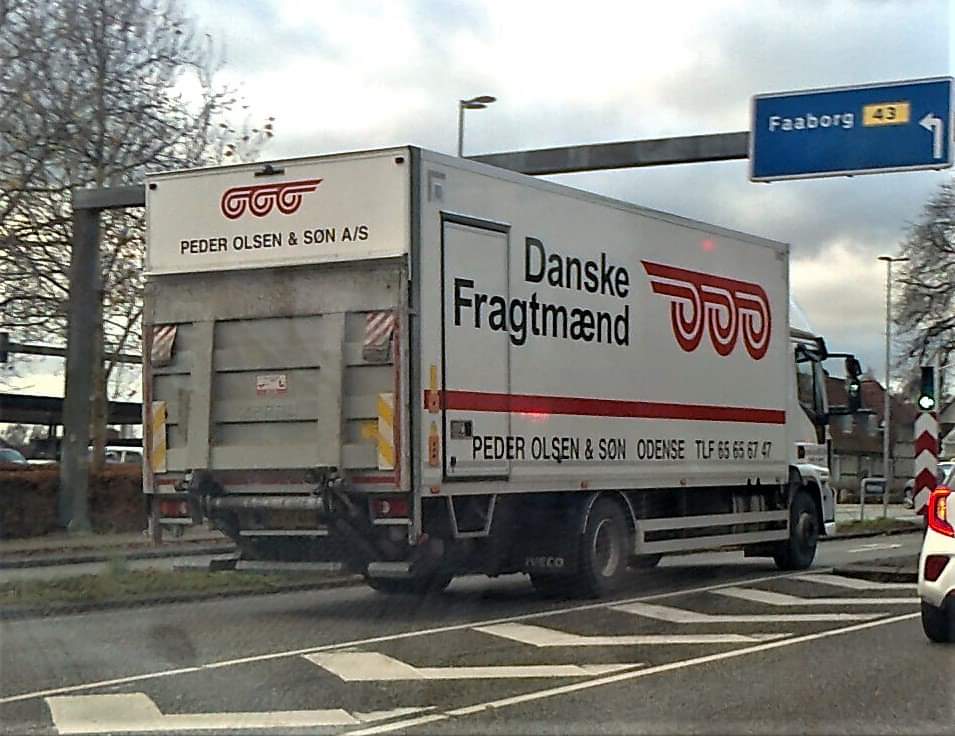 Faaborg 43
PEDER OLSEN & SØN A/S
Danske
Fragtmænd
PEDER OLSEN & SØN ODENSE TLF 65 65 67 47
IVECO